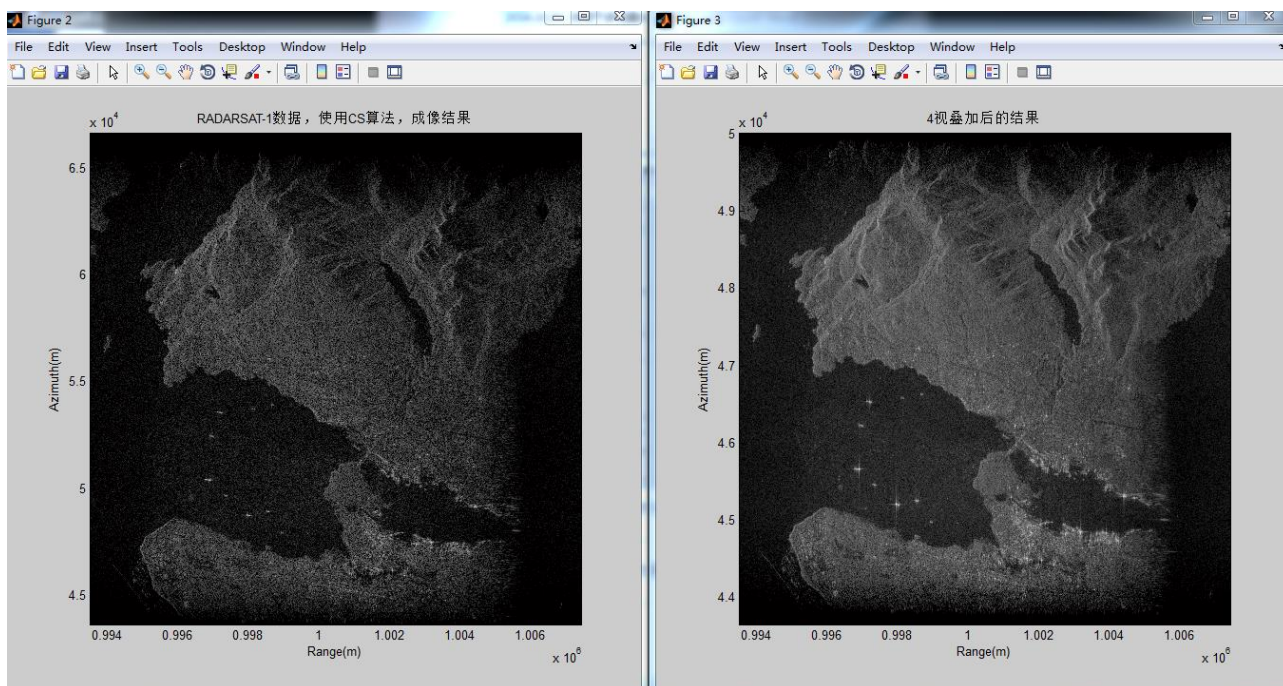 Figure 2
File Edit View Insert Tools Desktop Window Help
x 10^4
RADARSAT-1数据，使用CS算法，成像结果
6.5
6
5.5
5
4.5
Azimuth(m)
0.994 0.996 0.998 1 1.002 1.004 1.006
Range(m)
x 10^6
Figure 3
File Edit View Insert Tools Desktop Window Help
x 10^4
4视叠加后的结果
5
4.9
4.8
4.7
4.6
4.5
4.4
Azimuth(m)
0.994 0.996 0.998 1 1.002 1.004 1.006
Range(m)
x 10^6